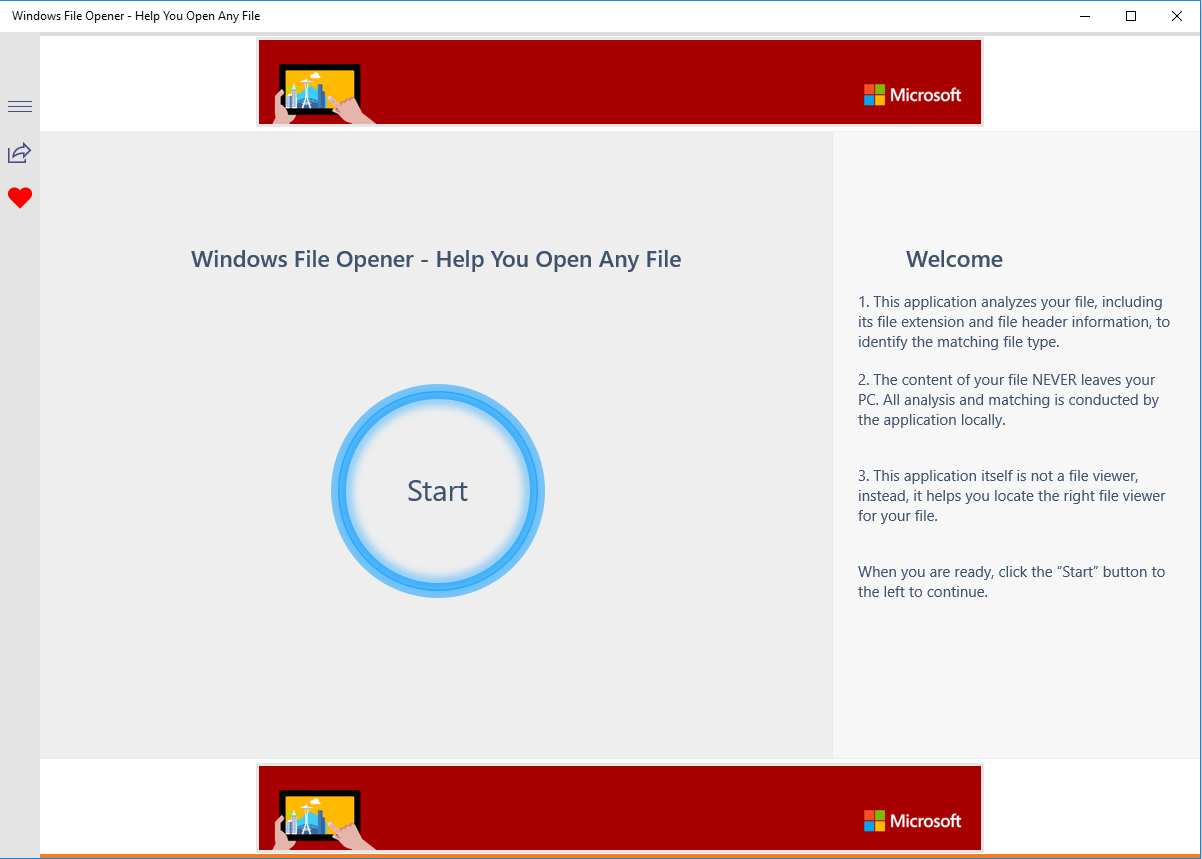 Windows File Opener - Help You Open Any File
Microsoft
Windows File Opener - Help You Open Any File
Start
Welcome
1. This application analyzes your file, including
its file extension and file header information, to
identify the matching file type.
2. The content of your file NEVER leaves your
PC. All analysis and matching is conducted by
the application locally.
3. This application itself is not a file viewer,
instead, it helps you locate the right file viewer
for your file.
When you are ready, click the “Start” button to
the left to continue.
Microsoft